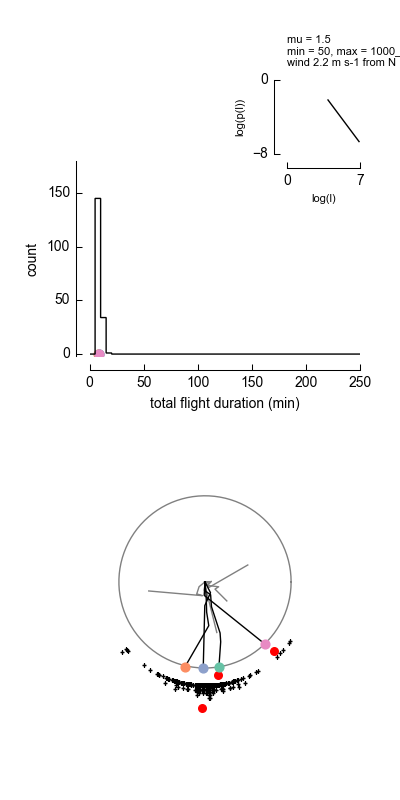 mu = 1.5
min = 50, max = 1000_
wind 2.2 m s-1 from N
0
log(p(l))
−8
0
7
log(l)
150
100
50
0
count
0
50
100
150
200
250
total flight duration (min)